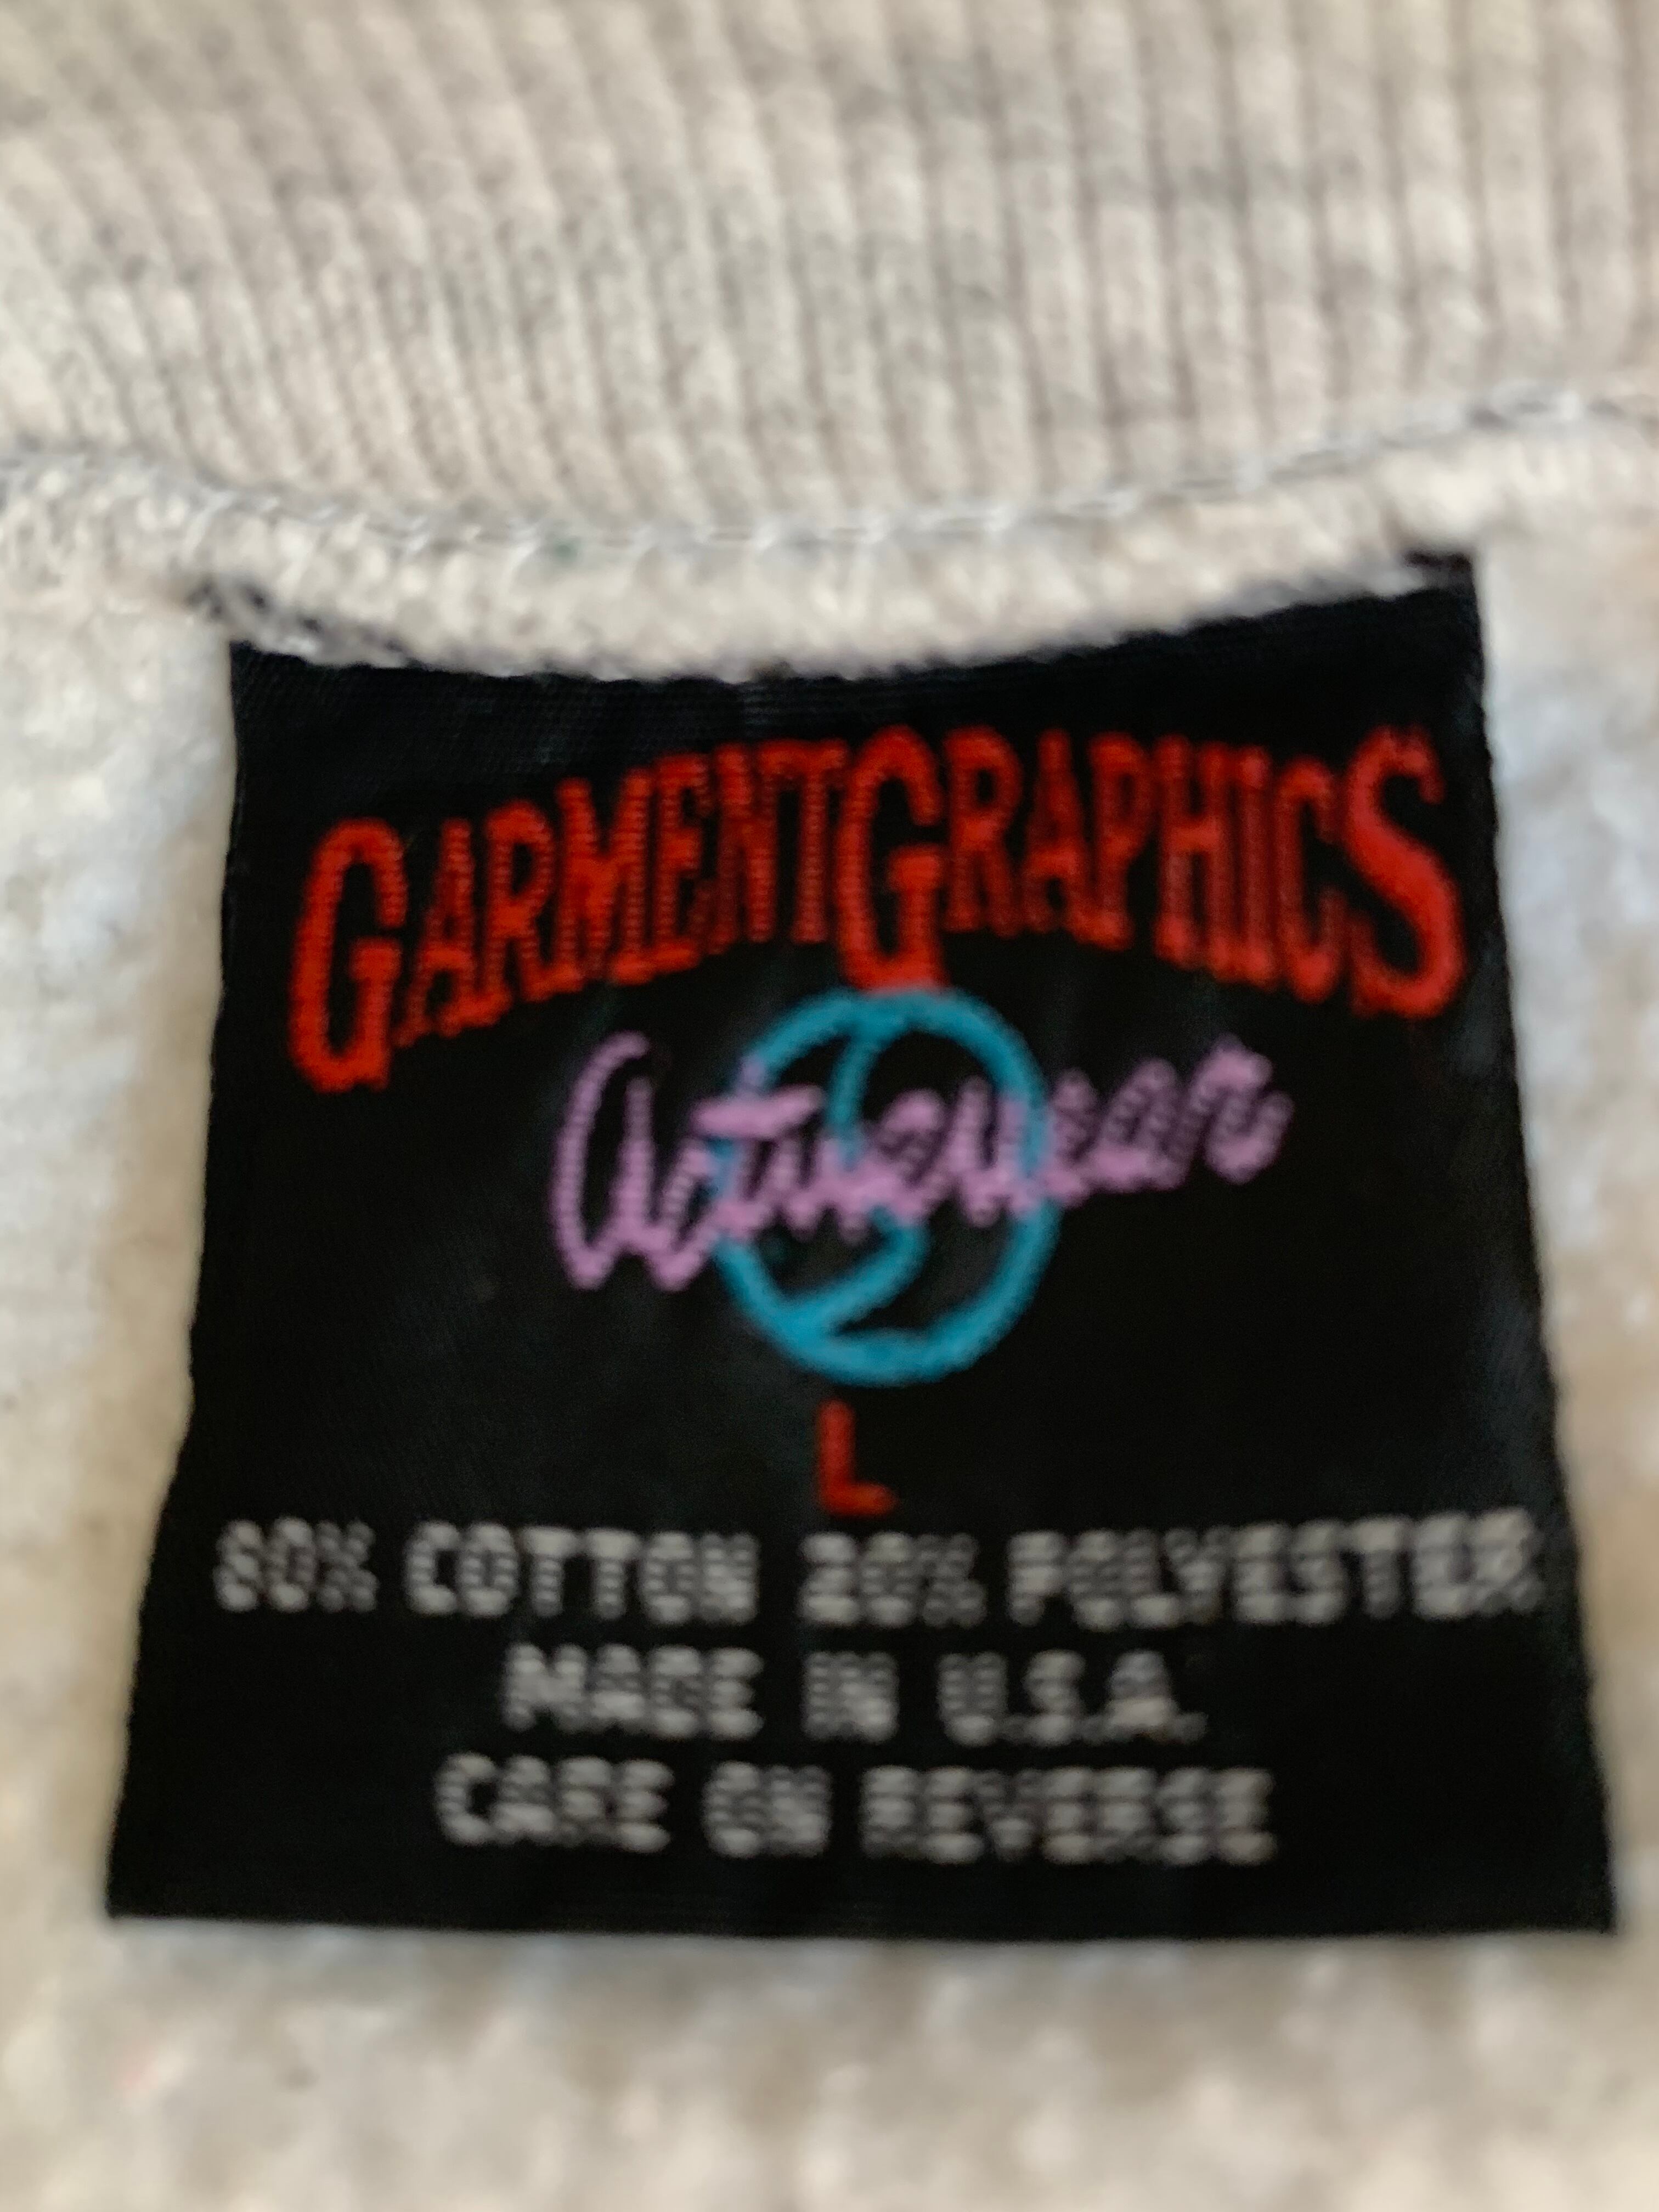 GARMENTGRAPHICS
Activewear
L
80% COTTON 20% POLYESTER
MADE IN U.S.A.
CARE ON REVERSE